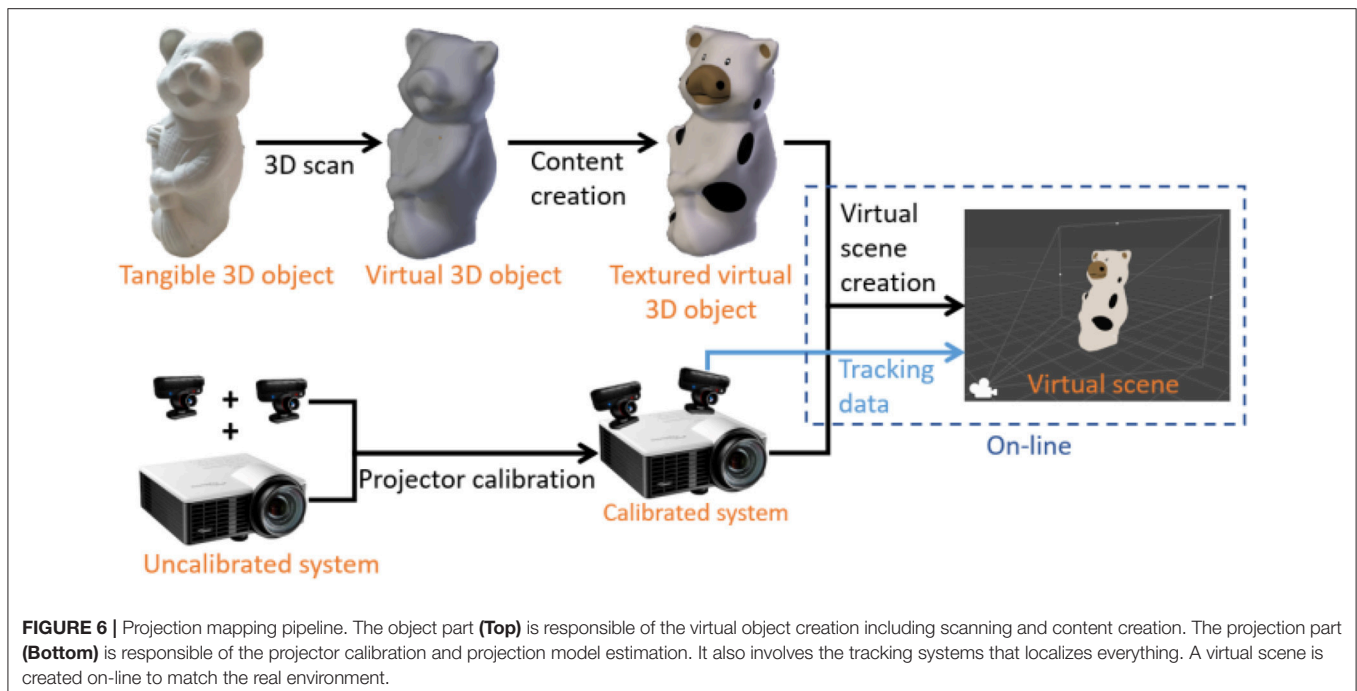 3D scan
Content
creation
Tangible 3D object
Virtual 3D object
Textured virtual
3D object
Virtual
scene
creation
Tracking
data
Virtual scene
On-line
+
+
Projector calibration
Uncalibrated system
Calibrated system
FIGURE 6 | Projection mapping pipeline. The object part (Top) is responsible of the virtual object creation including scanning and content creation. The projection part
(Bottom) is responsible of the projector calibration and projection model estimation. It also involves the tracking systems that localizes everything. A virtual scene is
created on-line to match the real environment.